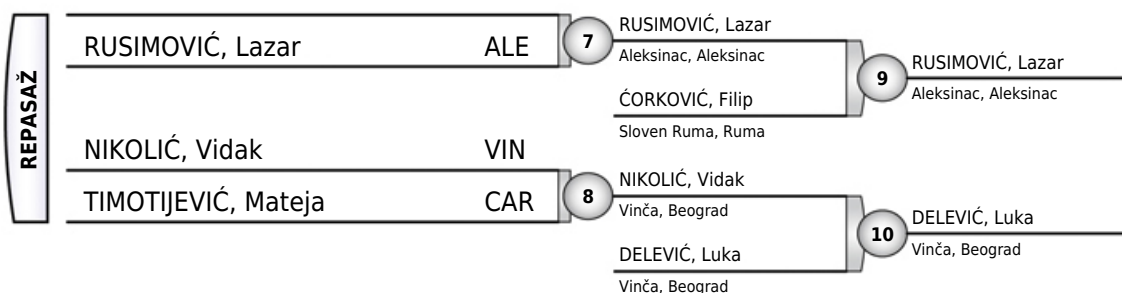 REPASAŽ
RUSIMOVIĆ, Lazar ALE
7
RUSIMOVIĆ, Lazar
Aleksinac, Aleksinac
ĆORKOVIĆ, Filip
Sloven Ruma, Ruma
9
RUSIMOVIĆ, Lazar
Aleksinac, Aleksinac
NIKOLIĆ, Vidak VIN
TIMOTIJEVIĆ, Mateja CAR
8
NIKOLIĆ, Vidak
Vinča, Beograd
DELEVIĆ, Luka
Vinča, Beograd
10
DELEVIĆ, Luka
Vinča, Beograd